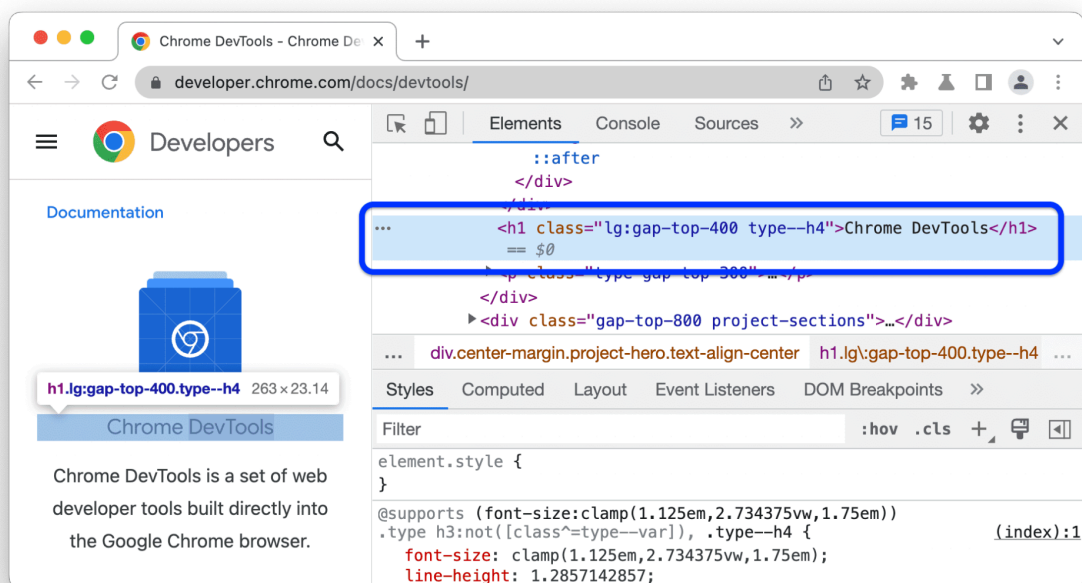 Chrome DevTools - Chrome De
developer.chrome.com/docs/devtools/
Developers
Documentation
h1.lg:gap-top-400.type--h4 263 × 23.14
Chrome DevTools
Chrome DevTools is a set of web
developer tools built directly into
the Google Chrome browser.
Elements Console Sources » 15
::after
</div>
</div>
<h1 class="lg:gap-top-400 type--h4">Chrome DevTools</h1>
== $0
<p class="type gap-top-300">…</p>
</div>
<div class="gap-top-800 project-sections">…</div>
... div.center-margin.project-hero.text-align-center h1.lg\:gap-top-400.type--h4 ...
Styles Computed Layout Event Listeners DOM Breakpoints »
Filter :hov .cls +
element.style {
}
@supports (font-size:clamp(1.125em,2.734375vw,1.75em))
.type h3:not([class^=type--var]), .type--h4 { (index):1
font-size: clamp(1.125em,2.734375vw,1.75em);
line-height: 1.2857142857;